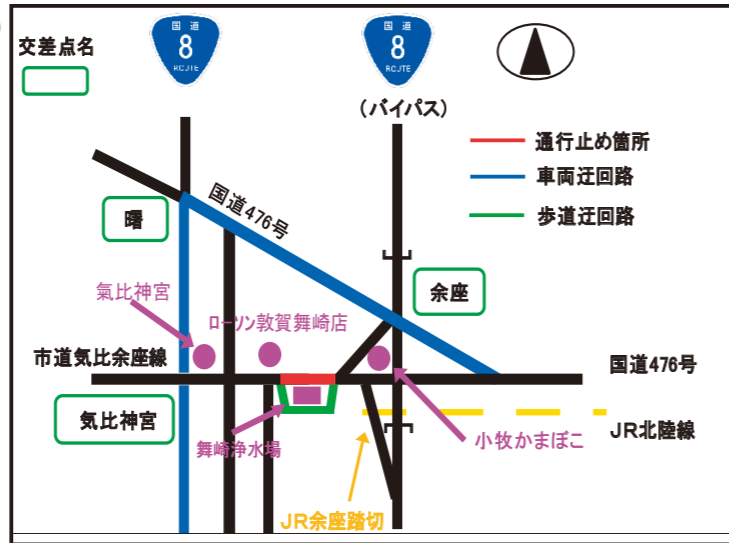 交差点名
国道
8
ROUTE
国道
8
ROUTE
(バイパス)
通行止め箇所
車両迂回路
歩道迂回路
国道476号
曙
余座
氣比神宮
ローソン敦賀舞崎店
市道気比余座線
国道476号
気比神宮
舞崎浄水場
小牧かまぼこ
JR北陸線
JR余座踏切